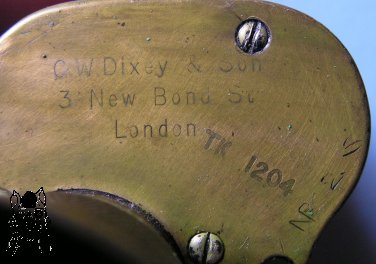 C.W. Dixey & Son
3 New Bond St
London
TK 1204